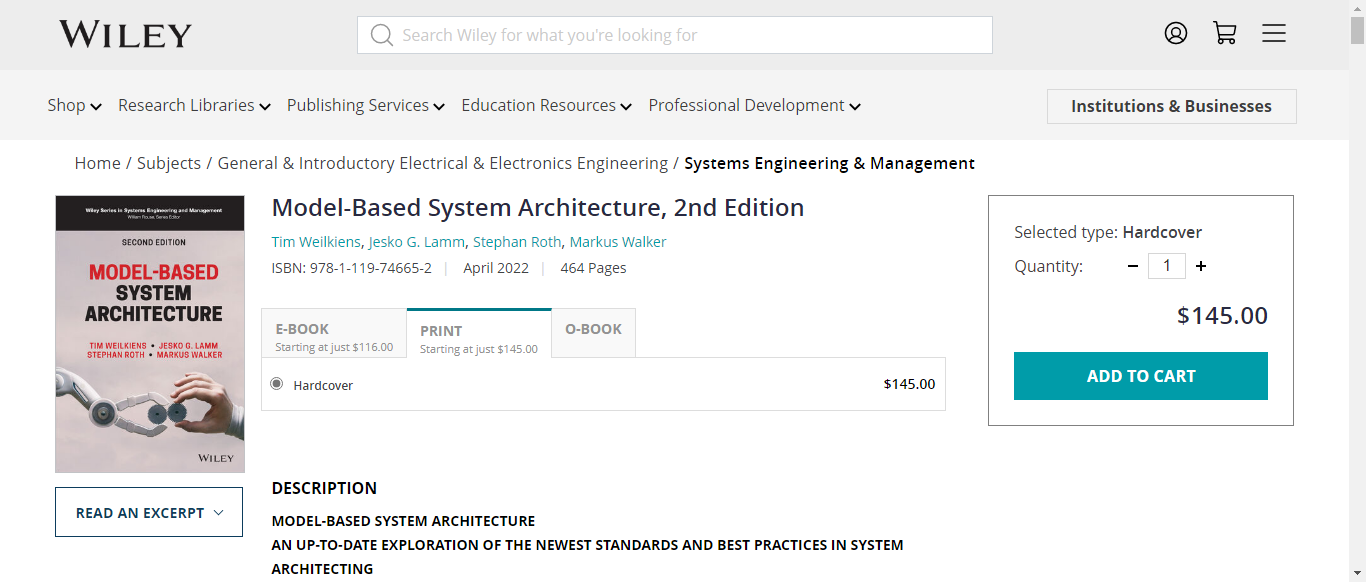 WILEY
Search Wiley for what you're looking for
Shop Research Libraries Publishing Services Education Resources Professional Development
Institutions & Businesses
Home / Subjects / General & Introductory Electrical & Electronics Engineering / Systems Engineering & Management
Wiley Series in Systems Engineering and Management
William Rouse, Series Editor
SECOND EDITION
MODEL-BASED
SYSTEM
ARCHITECTURE
TIM WEILKIENS • JESKO G. LAMM
STEPHAN ROTH • MARKUS WALKER
WILEY
READ AN EXCERPT
Model-Based System Architecture, 2nd Edition
Tim Weilkiens, Jesko G. Lamm, Stephan Roth, Markus Walker
ISBN: 978-1-119-74665-2 | April 2022 | 464 Pages
E-BOOK
Starting at just $116.00
PRINT
Starting at just $145.00
O-BOOK
Hardcover $145.00
Selected type: Hardcover
Quantity: − 1 +
$145.00
ADD TO CART
DESCRIPTION
MODEL-BASED SYSTEM ARCHITECTURE
AN UP-TO-DATE EXPLORATION OF THE NEWEST STANDARDS AND BEST PRACTICES IN SYSTEM
ARCHITECTING